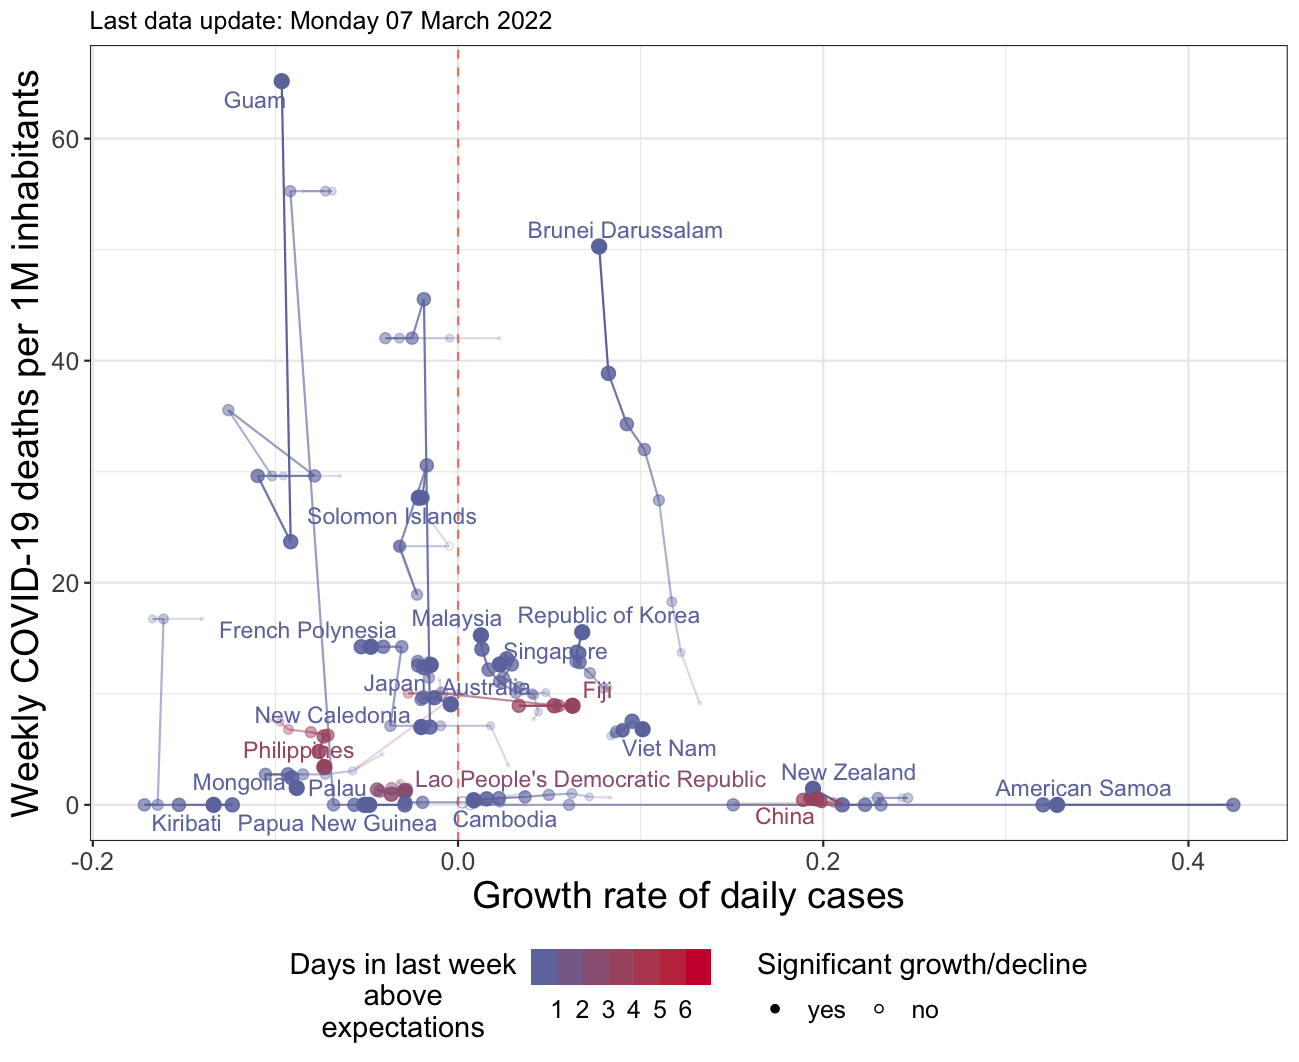 Last data update: Monday 07 March 2022
Weekly COVID-19 deaths per 1M inhabitants
60
40
20
0
Guam
Brunei Darussalam
Solomon Islands
Malaysia
Republic of Korea
French Polynesia
Singapore
Japan
Australia
Fiji
New Caledonia
Philippines
Viet Nam
Mongolia
Palau
Lao People's Democratic Republic
New Zealand
American Samoa
Kiribati
Papua New Guinea
Cambodia
China
-0.2
0.0
0.2
0.4
Growth rate of daily cases
Days in last week
above
expectations
1 2 3 4 5 6
Significant growth/decline
yes
no